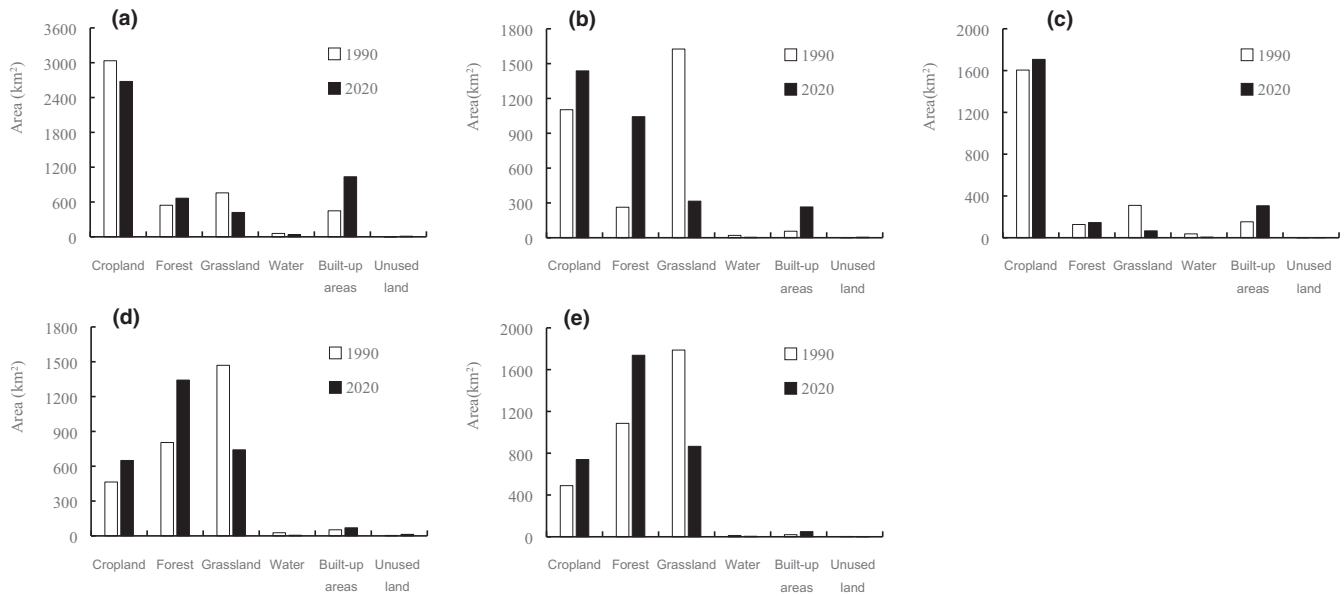 (a)
Area (km²)
3600
3000
2400
1800
1200
600
0
1990
2020
Cropland Forest Grassland Water Built-up areas Unused land
(b)
Area(km²)
1800
1500
1200
900
600
300
0
1990
2020
Cropland Forest Grassland Water Built-up areas Unused land
(c)
Area(km²)
2000
1600
1200
800
400
0
1990
2020
Cropland Forest Grassland Water Built-up areas Unused land
(d)
Area (km²)
1800
1500
1200
900
600
300
0
1990
2020
Cropland Forest Grassland Water Built-up areas Unused land
(e)
Area(km²)
2000
1600
1200
800
400
0
1990
2020
Cropland Forest Grassland Water Built-up areas Unused land